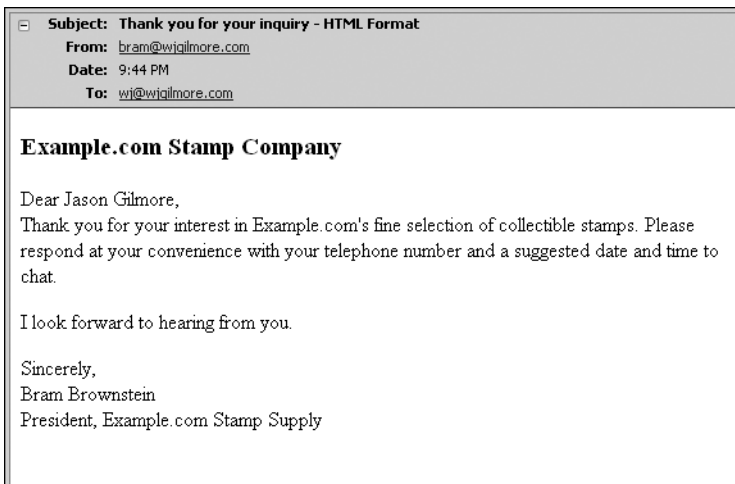 Subject: Thank you for your inquiry - HTML Format
From: bram@wjgilmore.com
Date: 9:44 PM
To: wj@wjgilmore.com
Example.com Stamp Company
Dear Jason Gilmore,
Thank you for your interest in Example.com's fine selection of collectible stamps. Please
respond at your convenience with your telephone number and a suggested date and time to
chat.
I look forward to hearing from you.
Sincerely,
Bram Brownstein
President, Example.com Stamp Supply